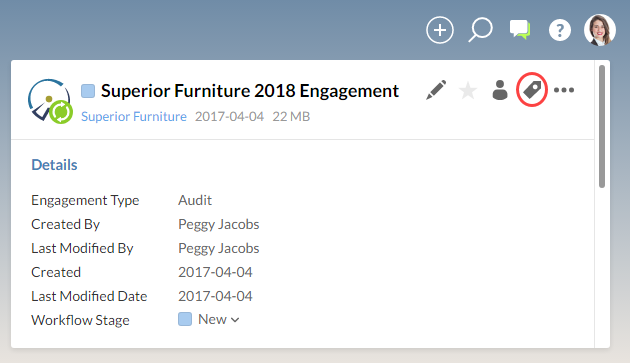 Superior Furniture 2018 Engagement
Superior Furniture 2017-04-04 22 MB
Details
Engagement Type Audit
Created By Peggy Jacobs
Last Modified By Peggy Jacobs
Created 2017-04-04
Last Modified Date 2017-04-04
Workflow Stage New